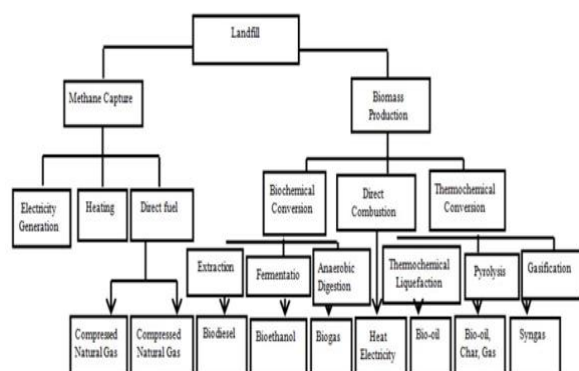 Landfill
Methane Capture
Biomass
Production
Electricity
Generation
Heating
Direct fuel
Biochemical
Conversion
Direct
Combustion
Thermochemical
Conversion
Extraction
Fermentatio
Anaerobic
Digestion
Thermochemical
Liquefaction
Pyrolysis
Gasification
Compressed
Natural Gas
Compressed
Natural Gas
Biodiesel
Bioethanol
Biogas
Heat
Electricity
Bio-oil
Bio-oil,
Char, Gas
Syngas